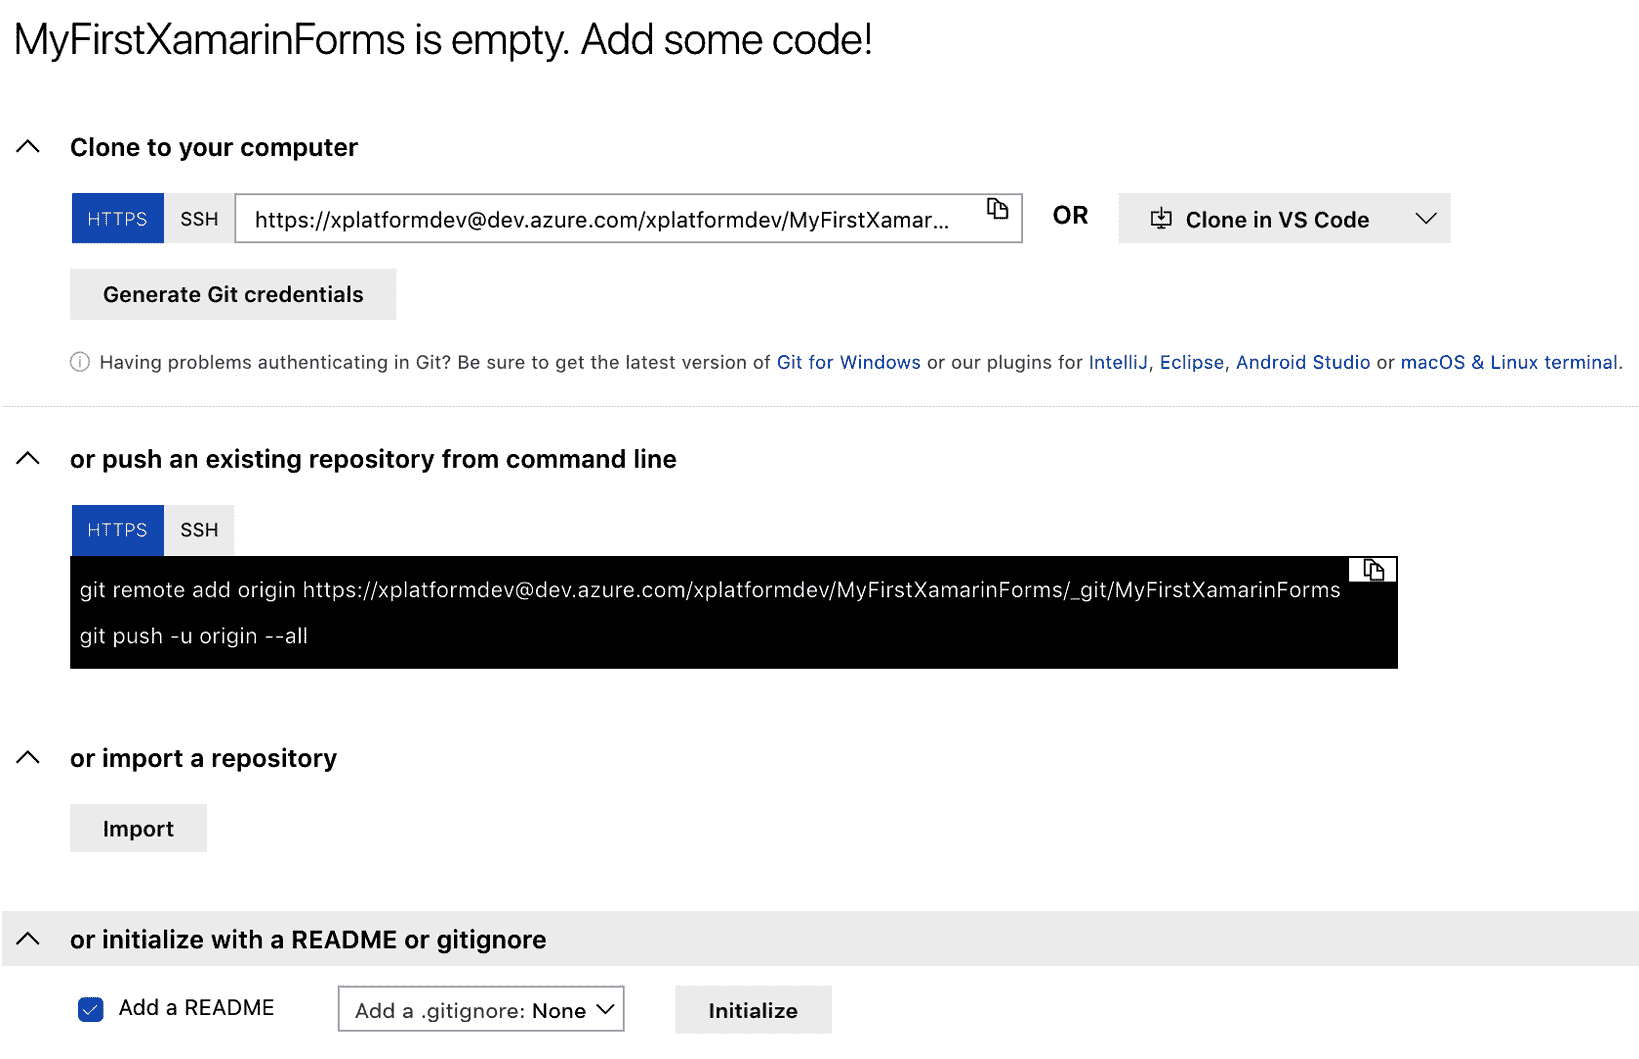 MyFirstXamarinForms is empty. Add some code!
Clone to your computer
HTTPS SSH https://xplatformdev@dev.azure.com/xplatformdev/MyFirstXamar... OR Clone in VS Code
Generate Git credentials
Having problems authenticating in Git? Be sure to get the latest version of Git for Windows or our plugins for IntelliJ, Eclipse, Android Studio or macOS & Linux terminal.
or push an existing repository from command line
HTTPS SSH
git remote add origin https://xplatformdev@dev.azure.com/xplatformdev/MyFirstXamarinForms/_git/MyFirstXamarinForms
git push -u origin --all
or import a repository
Import
or initialize with a README or gitignore
Add a README Add a .gitignore: None Initialize